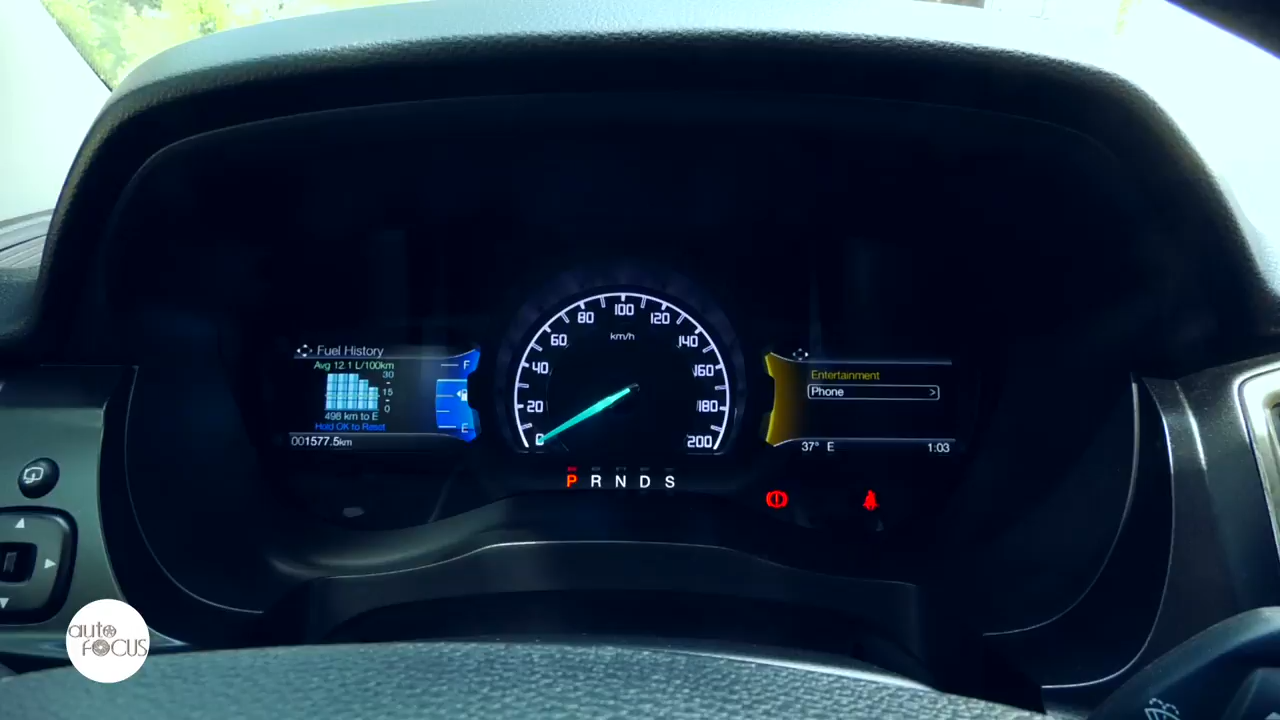 Fuel History
Avg 12.1 L/100km
30
15
0
498 km to E
Hold OK to Reset
001577.5km
F
E
0
20
40
60
80
100
120
140
160
180
200
km/h
P R N D S
Entertainment
Phone >
37° E 1:03
auto
FOCUS